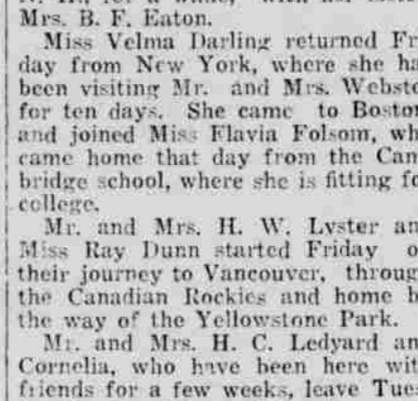 Mrs. B. F. Eaton.
Miss Velma Darling returned Fri
day from New York, where she ha
been visiting Mr. and Mrs. Webste
for ten days. She came to Boston
and joined Miss Flavia Folsom, wh
came home that day from the Cam
bridge school, where she is fitting fo
college.
Mr. and Mrs. H. W. Lyster an
Miss Ray Dunn started Friday o
their journey to Vancouver, throug
the Canadian Rockies and home b
the way of the Yellowstone Park.
Mr. and Mrs. H. C. Ledyard an
Cornelia, who have been here wit
friends for a few weeks, leave Tues